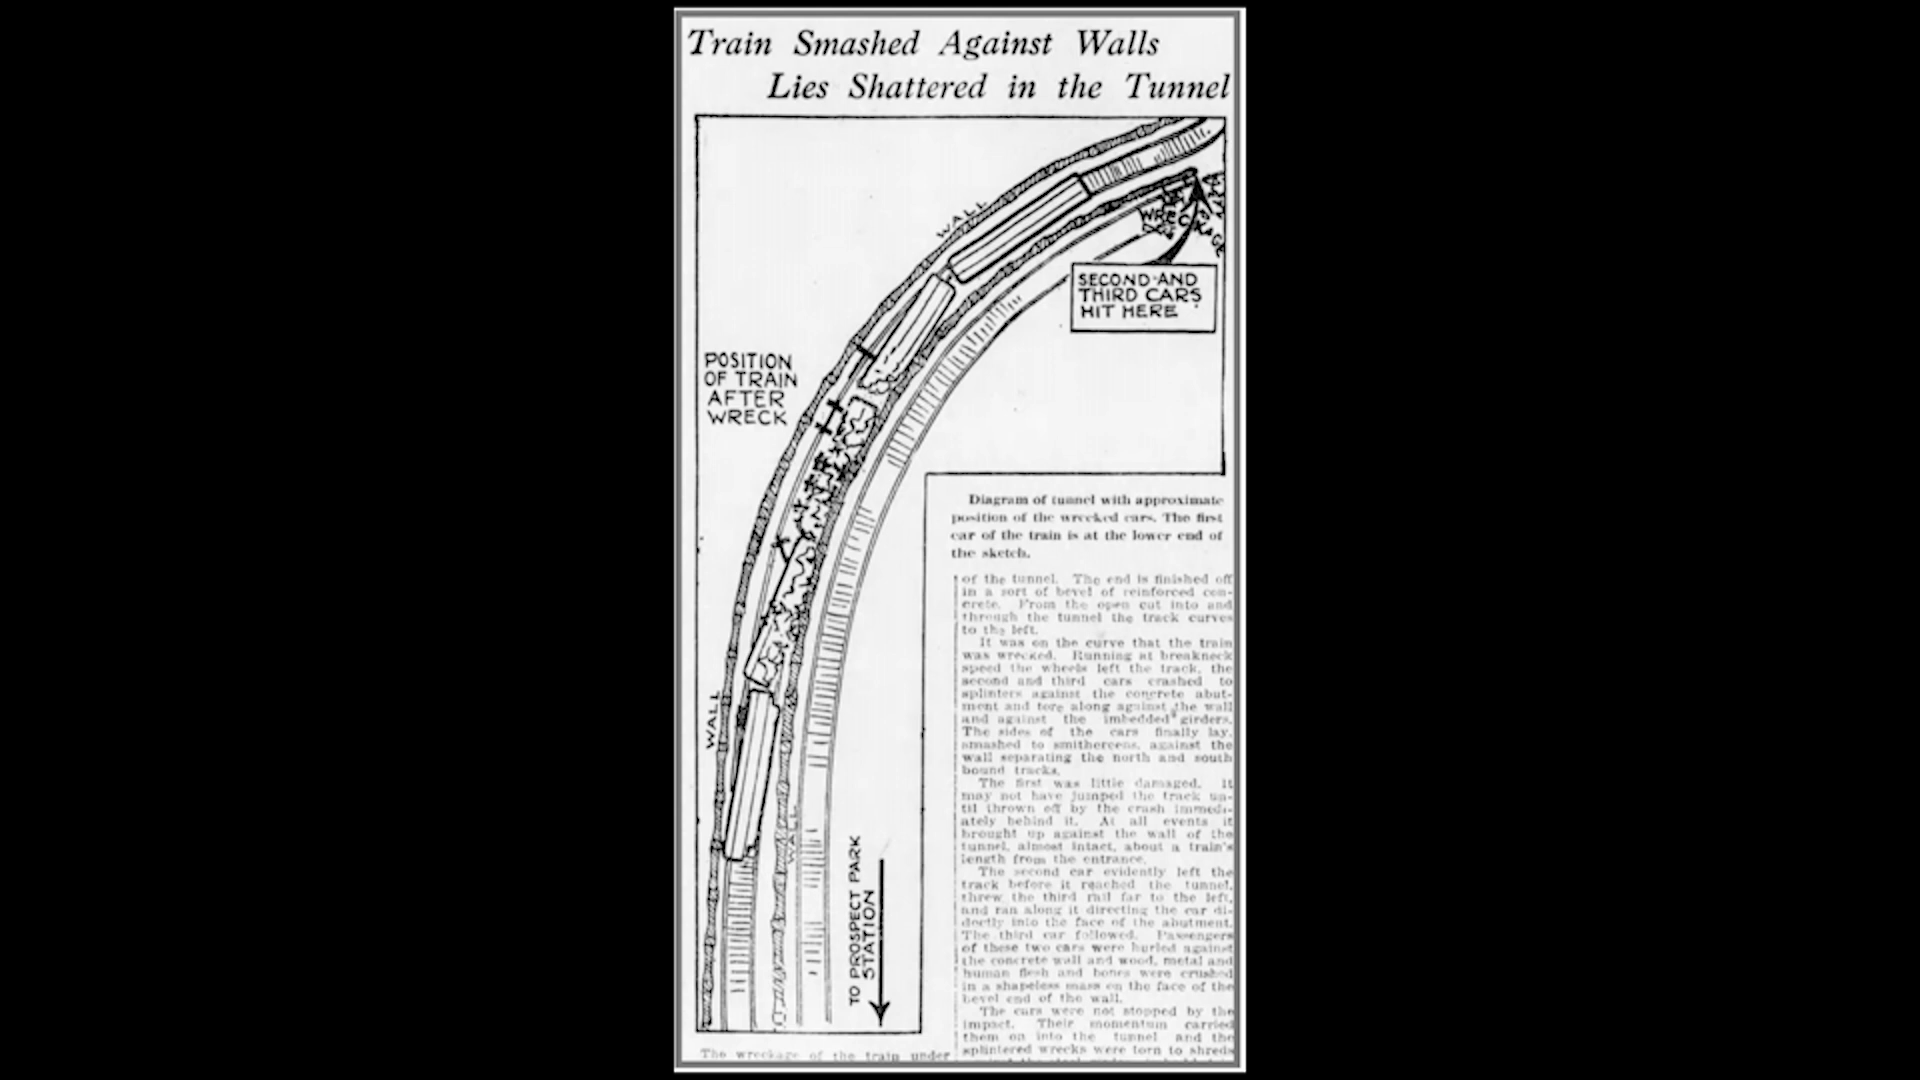 Train Smashed Against Walls
Lies Shattered in the Tunnel
WALL
WRECKAGE
SECOND AND
THIRD CARS
HIT HERE
POSITION
OF TRAIN
AFTER
WRECK
WALL
WALL
TO PROSPECT PARK
STATION
Diagram of tunnel with approximate
position of the wrecked cars. The first
car of the train is at the lower end of
the sketch.
of the tunnel. The end is finished off
in a sort of bevel of reinforced con-
crete. From the open cut into and
through the tunnel the track curves
to the left.
It was on the curve that the train
was wrecked. Running at breakneck
speed the wheels left the track, the
second and third cars crashed to
splinters against the concrete abut-
ment and tore along against the wall
and against the imbedded girders.
The sides of the cars finally lay,
smashed to smithereens, against the
wall separating the north and south
bound tracks.
The first was little damaged. It
may not have jumped the track un-
til thrown off by the crash immedi-
ately behind it. At all events it
brought up against the wall of the
tunnel, almost intact, about a train's
length from the entrance.
The second car evidently left the
track before it reached the tunnel,
threw the third rail far to the left,
and ran along it directing the car di-
rectly into the face of the abutment.
The third car followed. Passengers
of these two cars were hurled against
the concrete wall and wood, metal and
human flesh and bones were crushed
in a shapeless mass on the face of the
bevel end of the wall.
The cars were not stopped by the
impact. Their momentum carried
them on into the tunnel and the
splintered wrecks were torn to shreds
The wreckage of the train under